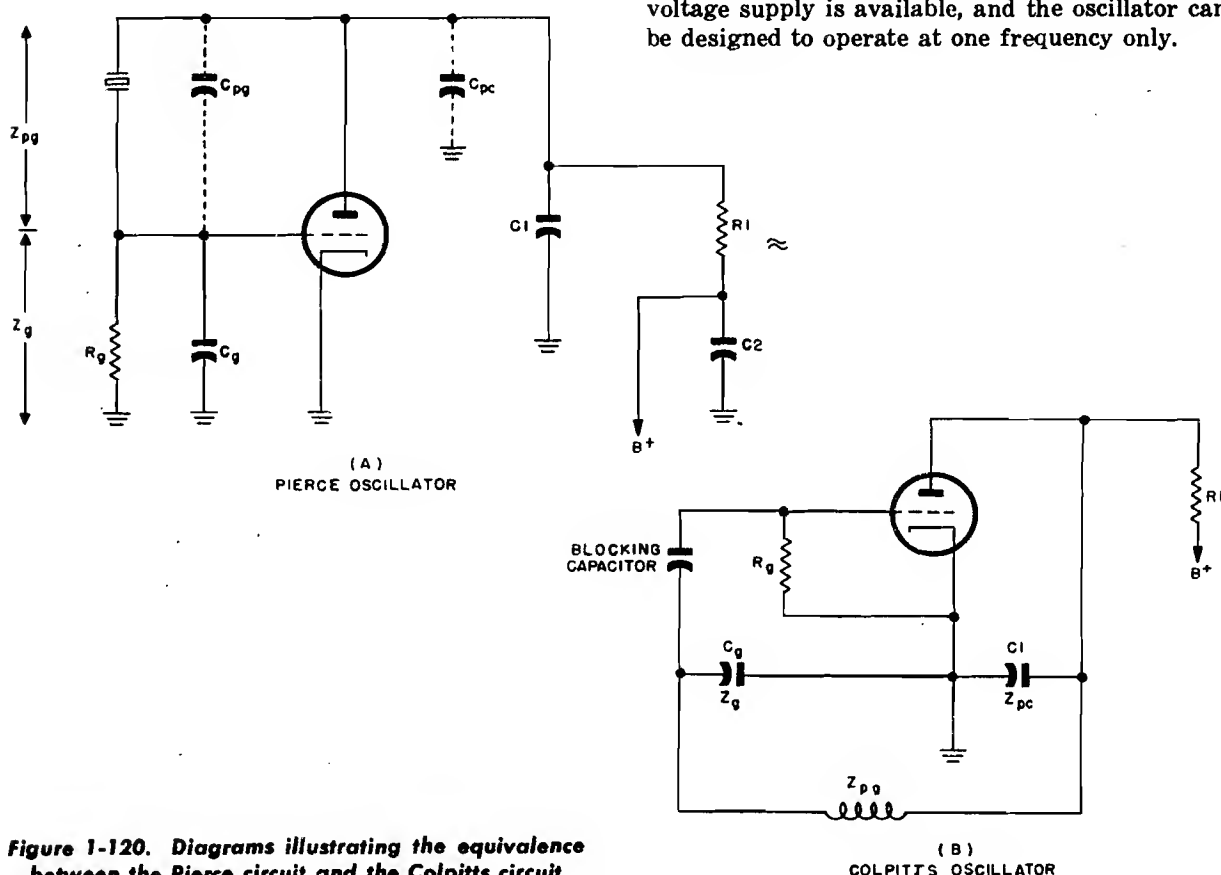 voltage supply is available, and the oscillator can
be designed to operate at one frequency only.
Cpg
Cpc
Zpg
C1
R1
≈
Zg
Rg
Cg
C2
B+
(A)
PIERCE OSCILLATOR
BLOCKING
CAPACITOR
Rg
R1
B+
Cg
C1
Zg
Zpc
Zpg
(B)
COLPITTS OSCILLATOR
Figure 1-120. Diagrams illustrating the equivalence
between the Pierce circuit and the Colpitts circuit